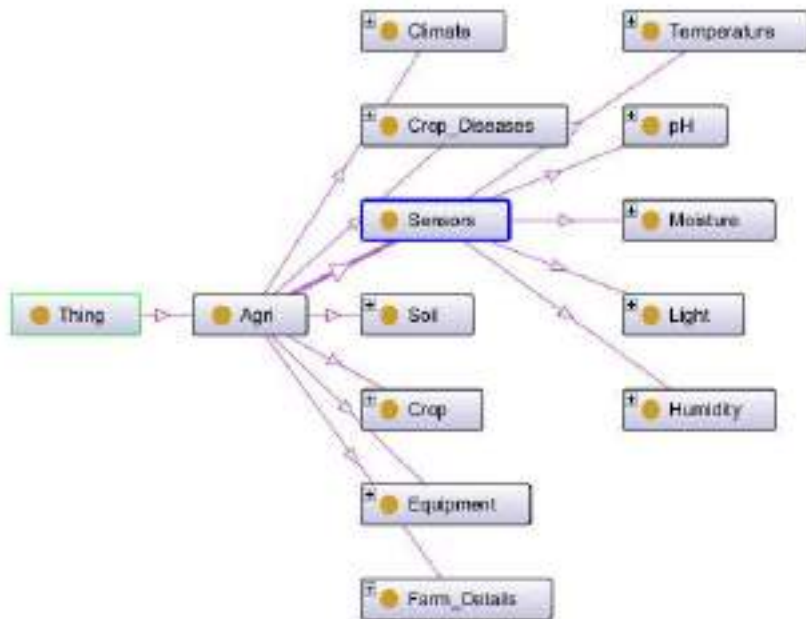 Climate
Temperature
Crop_Diseases
pH
Sensors
Moisture
Thing
Agri
Soil
Light
Crop
Humidity
Equipment
Farm_Details